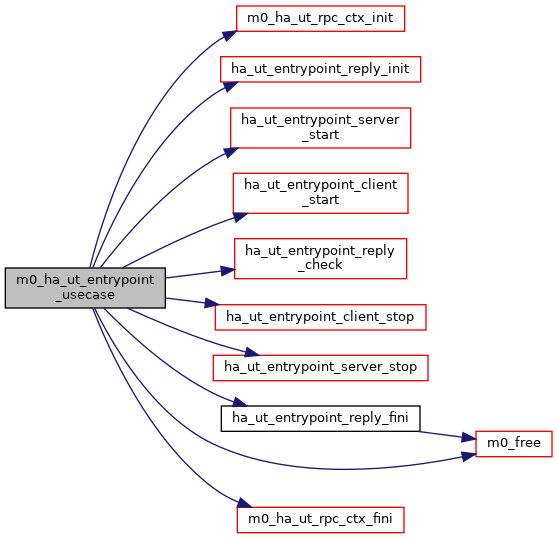 m0_ha_ut_rpc_ctx_init
ha_ut_entrypoint_reply_init
ha_ut_entrypoint_server
_start
ha_ut_entrypoint_client
_start
ha_ut_entrypoint_reply
_check
m0_ha_ut_entrypoint
_usecase
ha_ut_entrypoint_client_stop
ha_ut_entrypoint_server_stop
ha_ut_entrypoint_reply_fini
m0_free
m0_ha_ut_rpc_ctx_fini